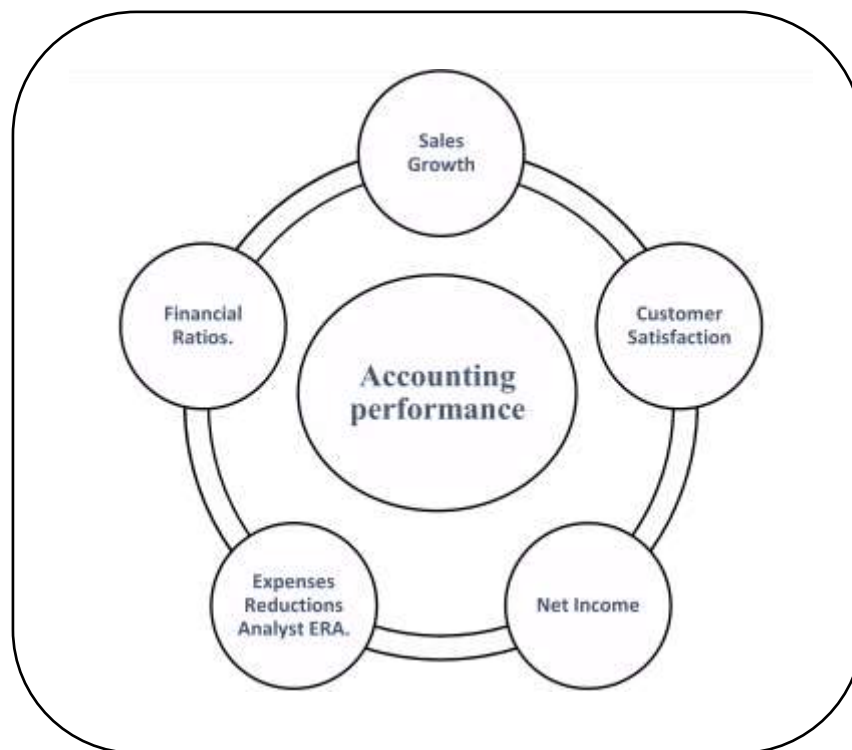 Sales
Growth
Financial
Ratios.
Customer
Satisfaction
Accounting
performance
Expenses
Reductions
Analyst ERA.
Net Income